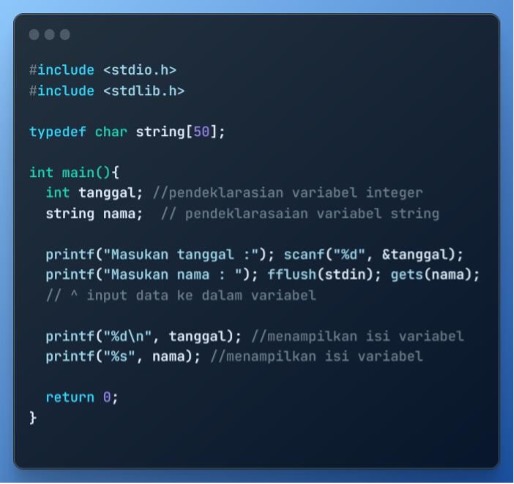 #include <stdio.h>
#include <stdlib.h>
typedef char string[50];
int main(){
int tanggal; //pendeklarasian variabel integer
string nama;  // pendeklarasaian variabel string
printf("Masukan tanggal :"); scanf("%d", &tanggal);
printf("Masukan nama : "); fflush(stdin); gets(nama);
// ^ input data ke dalam variabel
printf("%d\n", tanggal); //menampilkan isi variabel
printf("%s", nama); //menampilkan isi variabel
return 0;
}